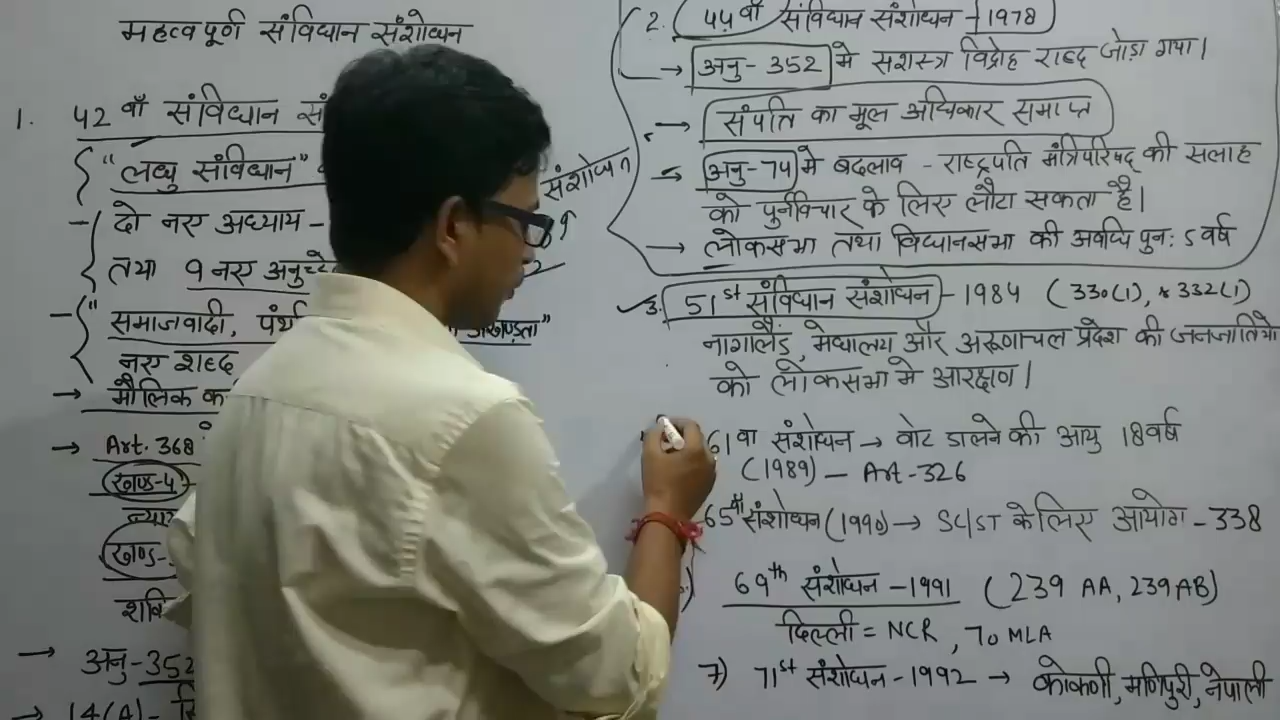 महत्वपूर्ण संविधान संशोधन
1. 42 वाँ संविधान सं
"लघु संविधान"
संशोधन
- दो नए अध्याय -
तथा 9 नए अनुच्छे
- "समाजवादी, पंथ अखण्डता"
नए शब्द
→ मौलिक क
→ Art. 368
खण्ड-4
खण्ड-
→ अनु-352
→ 14(A)-
2. 44 वाँ संविधान संशोधन - 1978
→ अनु- 352 मे सशस्त्र विद्रोह शब्द जोड़ा गया।
→ संपति का मूल अधिकार समाप्त
→ अनु-74 मे बदलाव - राष्ट्रपति मंत्रिपरिषद् की सलाह
को पुर्नविचार के लिए लौटा सकता है।
→ लोकसभा तथा विधानसभा की अवधि पुन: 5 वर्ष
3. 51st संविधान संशोधन - 1984 (330(1), 332(1)
नागालैंड, मेघालय और अरूणाचल प्रदेश की जनजातियो
को लोकसभा मे आरक्षण।
61 वा संशोधन → वोट डालने की आयु 18 वर्ष
(1989) - Art-326
65 वाँ संशोधन (1990) → SC/ST के लिए आयोग - 338
69th संशोधन - 1991 (239 AA, 239 AB)
दिल्ली = NCR, 70 MLA
7) 71st संशोधन - 1992 → कोकणी, मणिपुरी, नेपाली